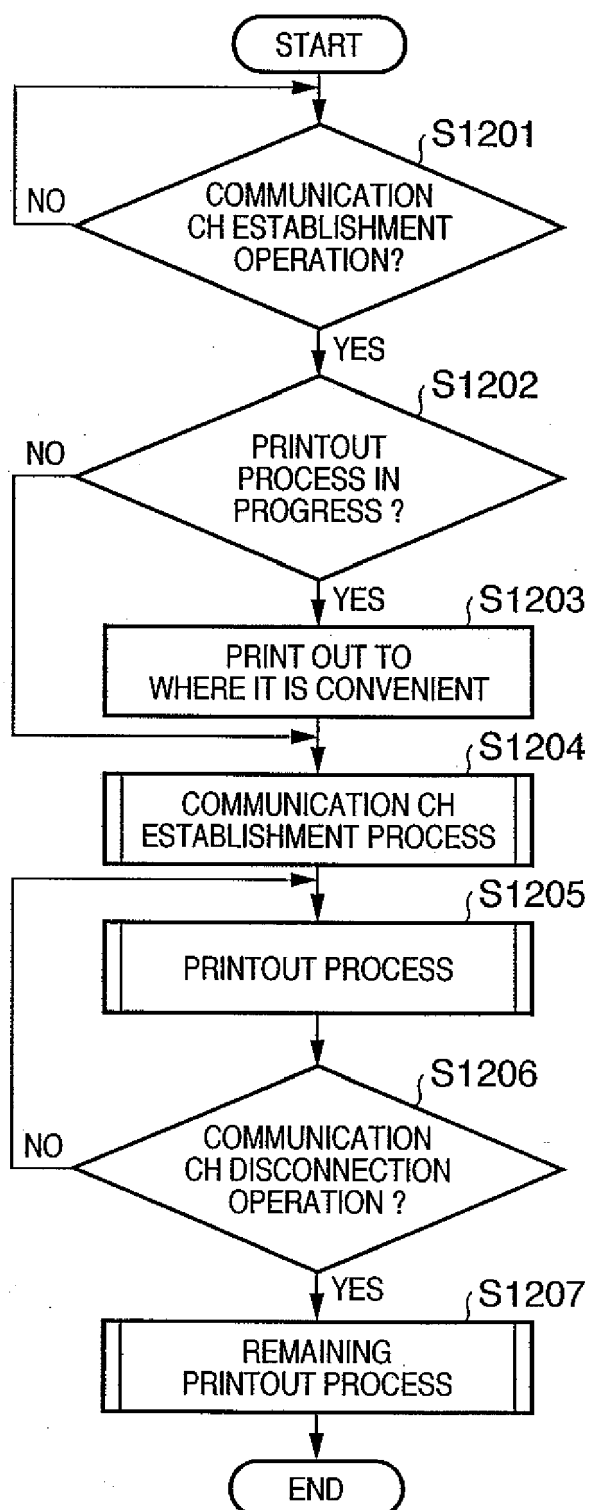 START
S1201
COMMUNICATION
CH ESTABLISHMENT
OPERATION?
NO
YES
S1202
PRINTOUT
PROCESS IN
PROGRESS ?
NO
YES
S1203
PRINT OUT TO
WHERE IT IS CONVENIENT
S1204
COMMUNICATION CH
ESTABLISHMENT PROCESS
S1205
PRINTOUT PROCESS
S1206
COMMUNICATION
CH DISCONNECTION
OPERATION ?
NO
YES
S1207
REMAINING
PRINTOUT PROCESS
END